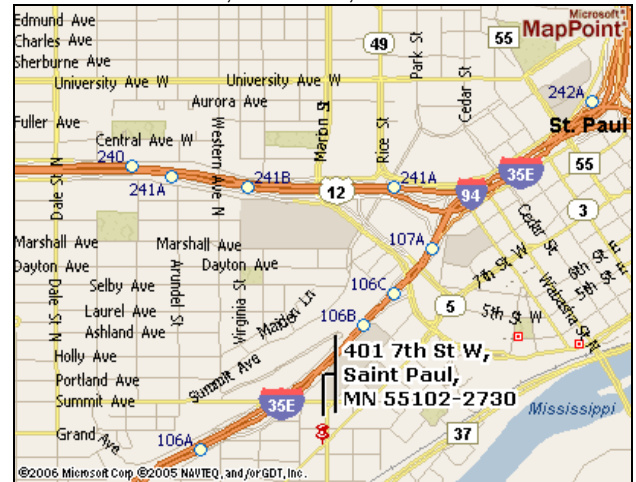 Microsoft®
MapPoint®
Edmund Ave
Charles Ave
Sherburne Ave
49
Park St
55
University Ave W
University Ave W
Cedar St
242A
Aurora Ave
Fuller Ave
Marion St
Rice St
St. Paul
Central Ave W
Western Ave N
240
241A
241B
12
241A
94
35E
55
N Dale St
3
Cedar St
Marshall Ave
Marshall Ave
107A
Dayton Ave
Dayton Ave
7th St W
6th St E
5th St E
Selby Ave
Arundel St
Virginia St
106C
Wabasha St N
Dale St N
Laurel Ave
Maiden Ln
106B
5
5th St W
Ashland Ave
Holly Ave
401 7th St W,
Saint Paul,
MN 55102-2730
Portland Ave
Summit Ave
Summit Ave
35E
Mississippi
Grand Ave
106A
37
©2006 Microsoft Corp ©2005 NAVTEQ, and/or GDT, Inc.